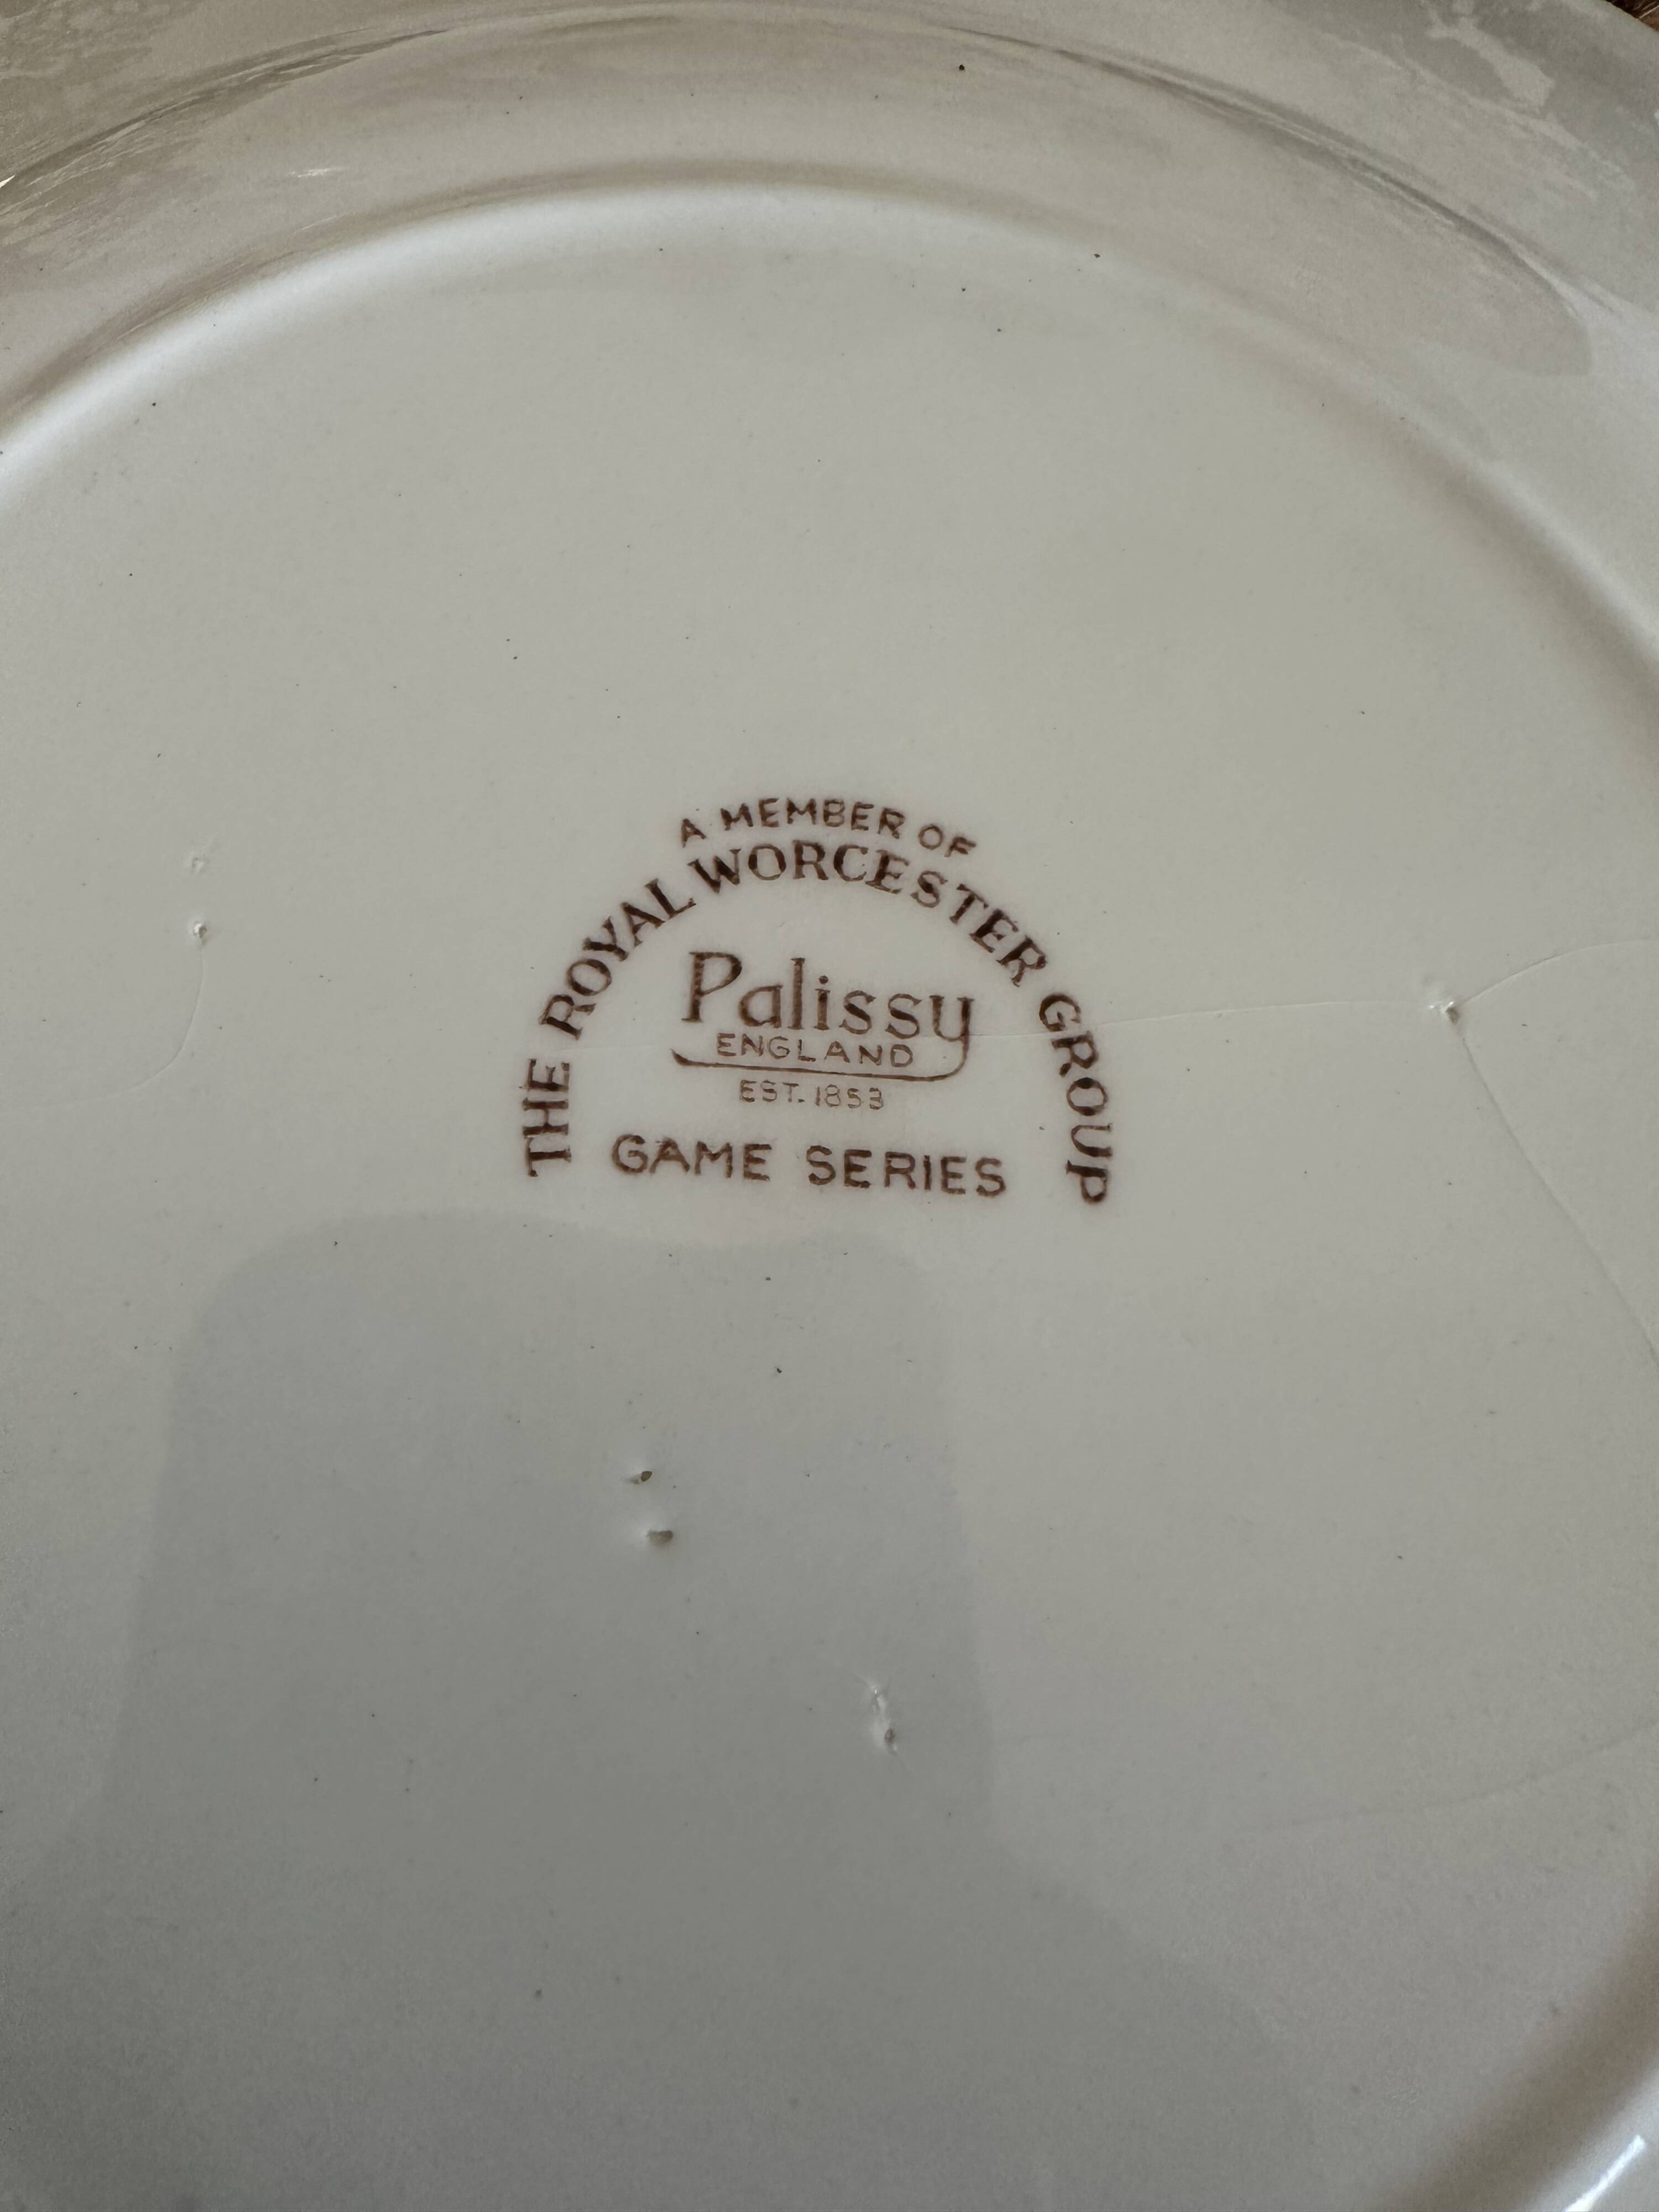 A MEMBER OF
THE ROYAL WORCESTER GROUP
Palissy
ENGLAND
EST. 1853
GAME SERIES